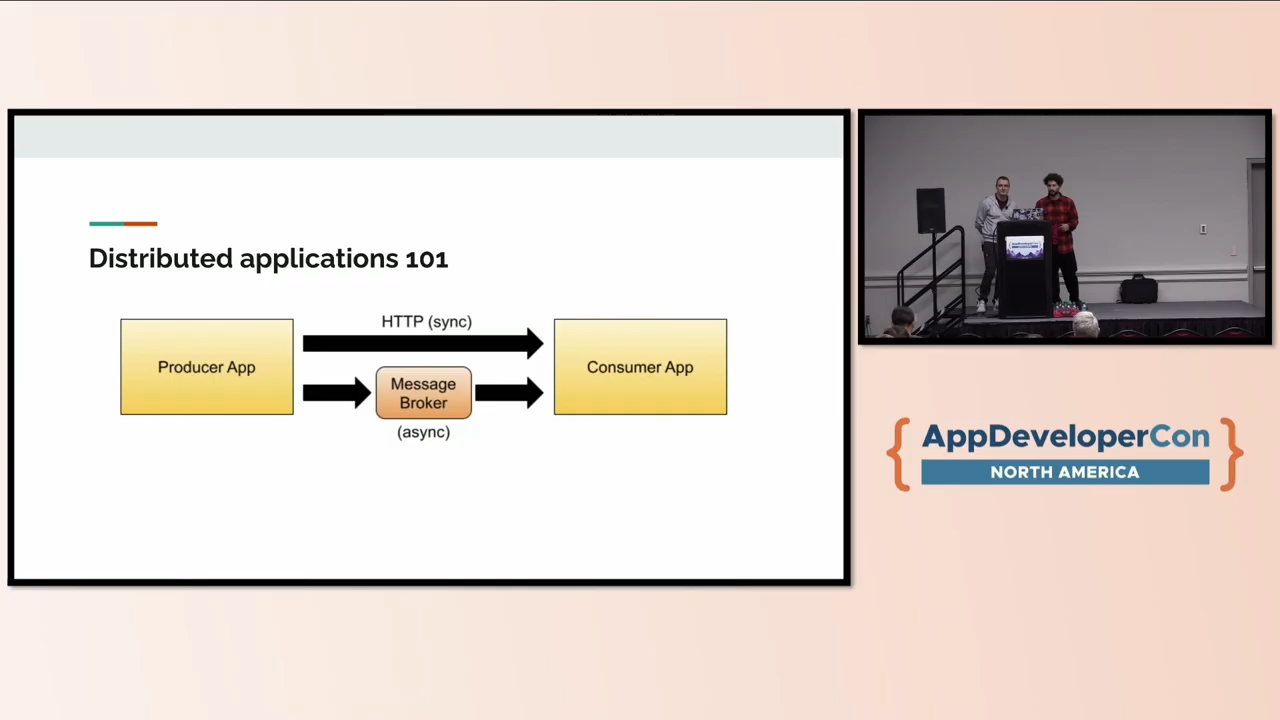 Distributed applications 101
HTTP (sync)
Producer App
Message
Broker
(async)
Consumer App
AppDeveloperCon
NORTH AMERICA